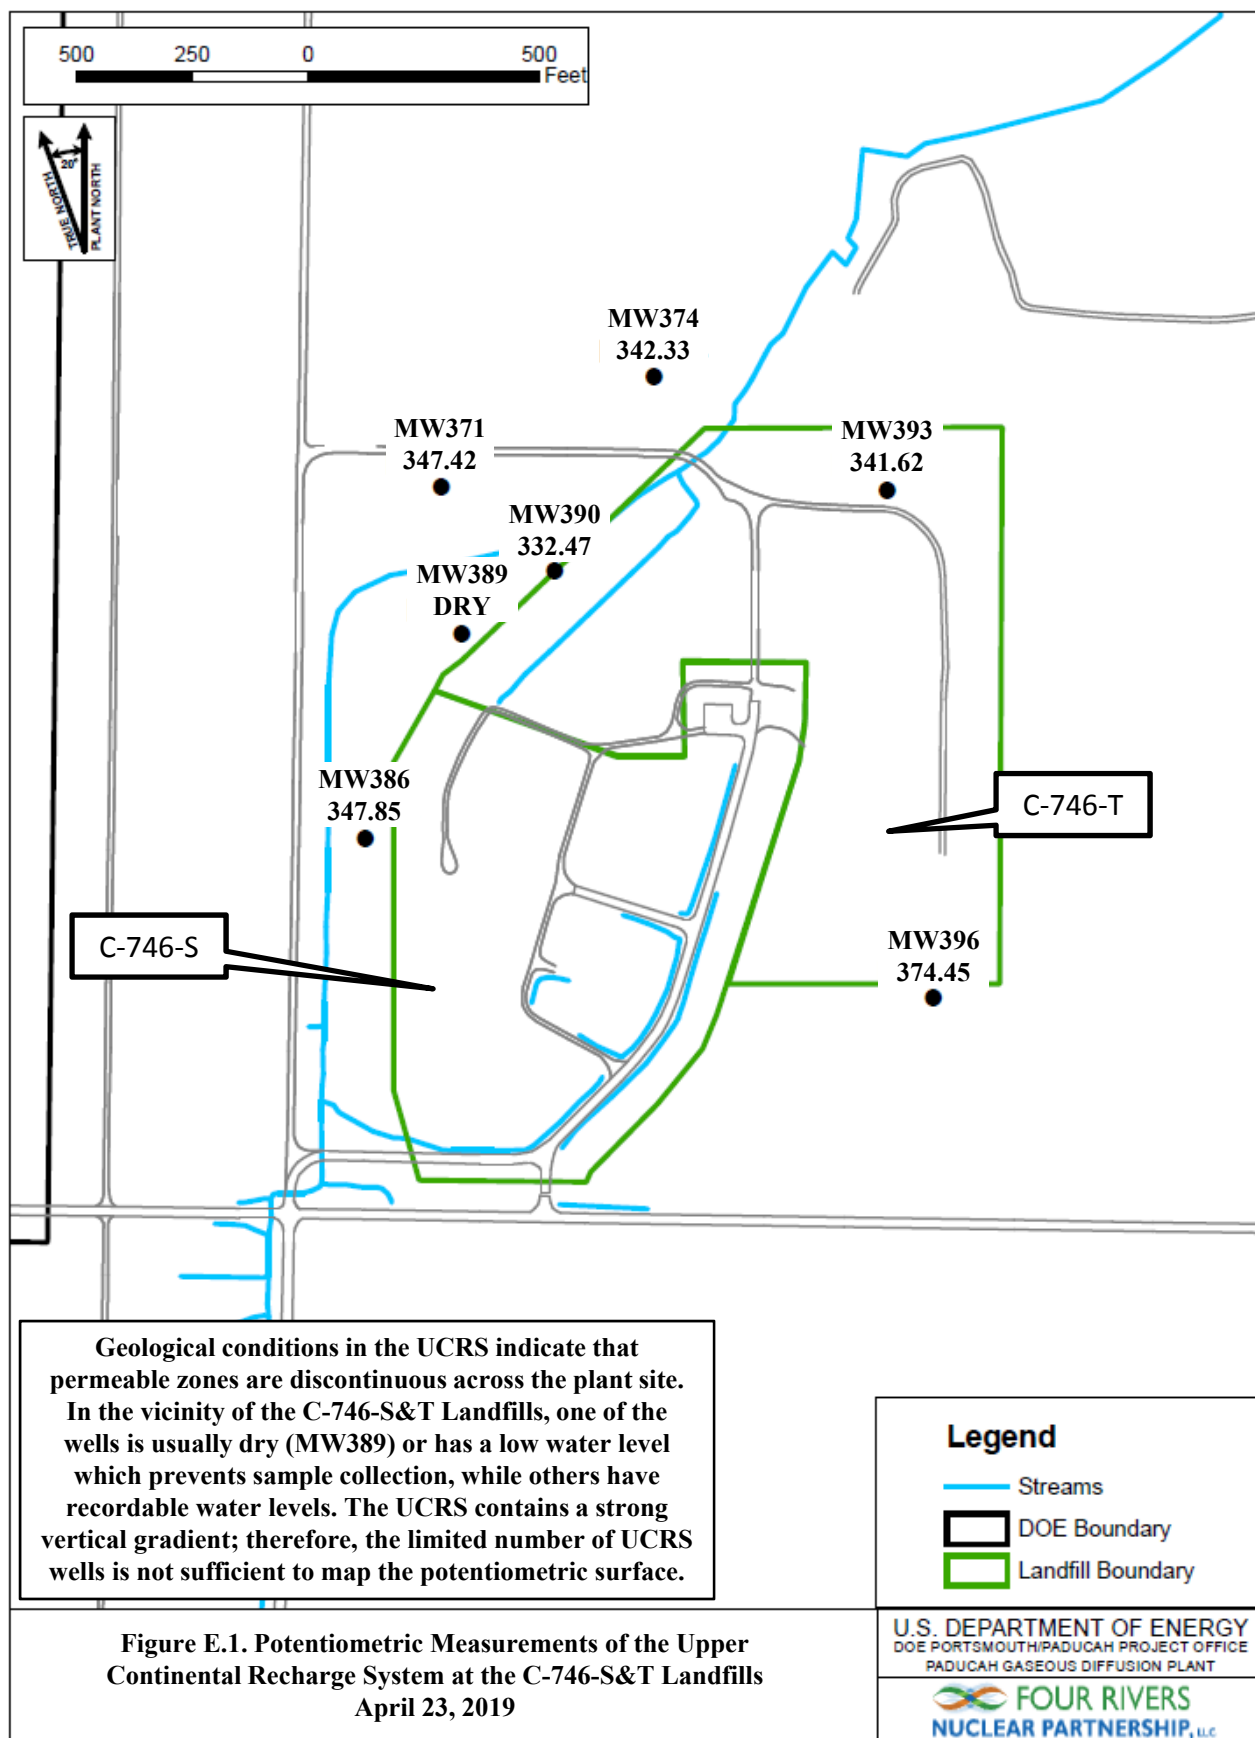 500 250 0 500
Feet
20°
TRUE NORTH
PLANT NORTH
MW374
342.33
MW371
347.42
MW393
341.62
MW390
332.47
MW389
DRY
MW386
347.85
C-746-T
C-746-S
MW396
374.45
Geological conditions in the UCRS indicate that
permeable zones are discontinuous across the plant site.
In the vicinity of the C-746-S&T Landfills, one of the
wells is usually dry (MW389) or has a low water level
which prevents sample collection, while others have
recordable water levels. The UCRS contains a strong
vertical gradient; therefore, the limited number of UCRS
wells is not sufficient to map the potentiometric surface.
Legend
Streams
DOE Boundary
Landfill Boundary
Figure E.1. Potentiometric Measurements of the Upper
Continental Recharge System at the C-746-S&T Landfills
April 23, 2019
U.S. DEPARTMENT OF ENERGY
DOE PORTSMOUTH/PADUCAH PROJECT OFFICE
PADUCAH GASEOUS DIFFUSION PLANT
FOUR RIVERS
NUCLEAR PARTNERSHIP, LLC